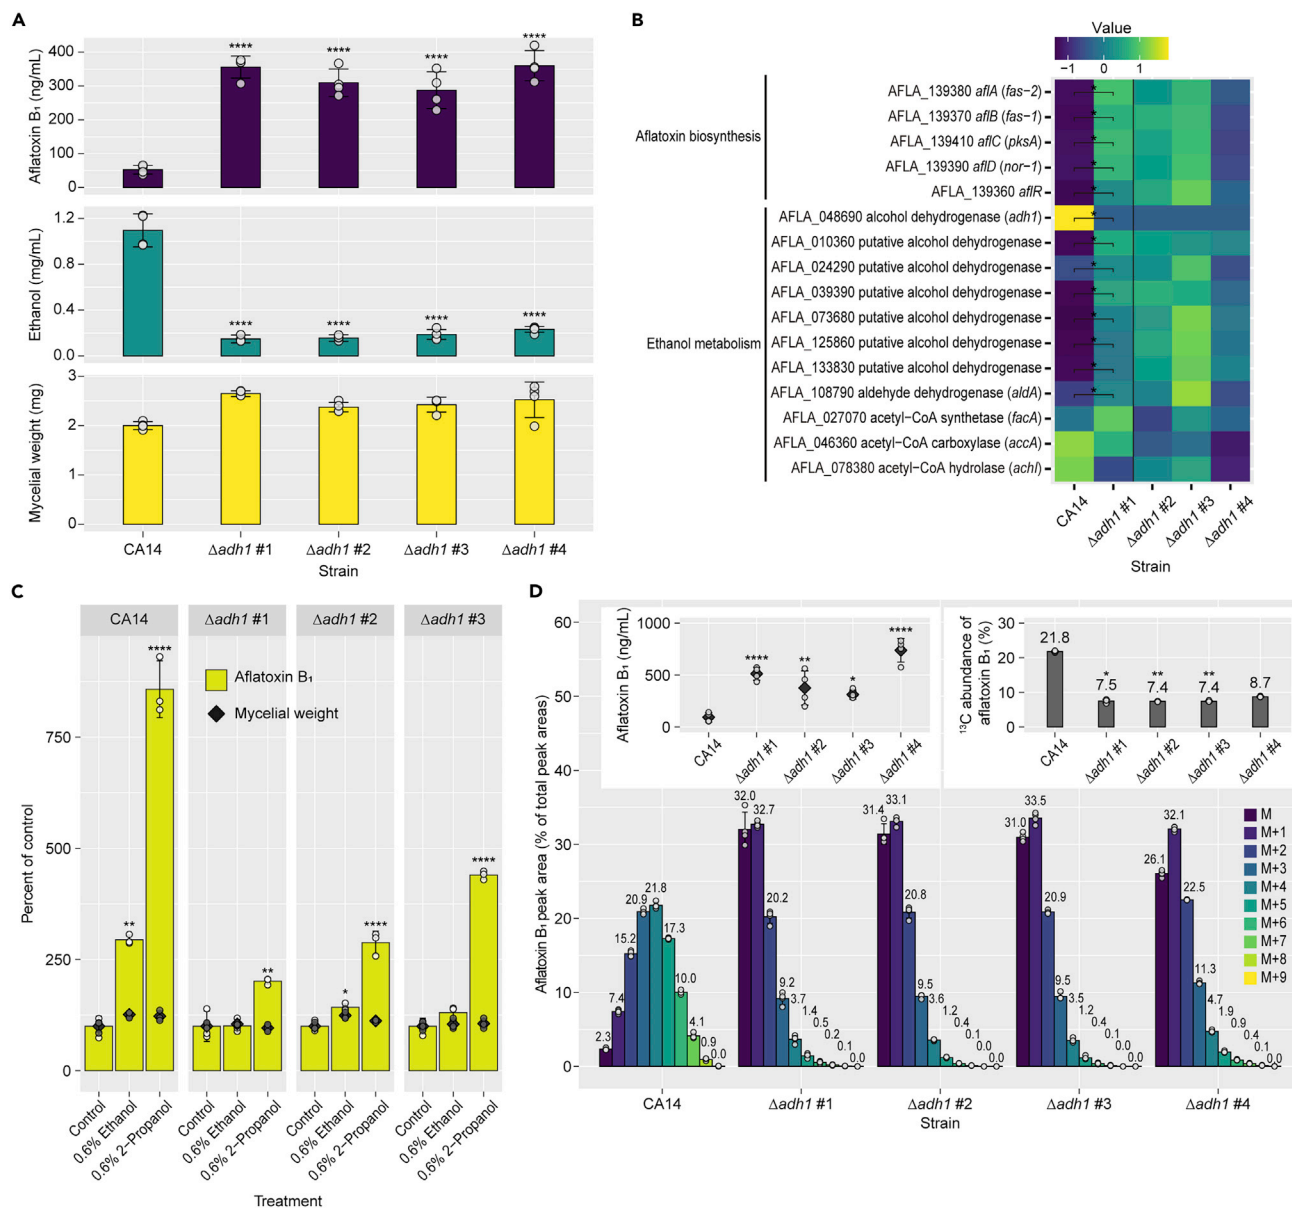 A
Aflatoxin B₁ (ng/mL)
400
300
200
100
0
****
****
****
****
Ethanol (mg/mL)
1.2
0.8
0.4
0.0
****
****
****
****
Mycelial weight (mg)
3
2
1
0
CA14
Δadh1 #1
Δadh1 #2
Δadh1 #3
Δadh1 #4
Strain
B
Value
−1 0 1
Aflatoxin biosynthesis
AFLA_139380 aflA (fas-2)
*
AFLA_139370 aflB (fas-1)
*
AFLA_139410 aflC (pksA)
*
AFLA_139390 aflD (nor-1)
*
AFLA_139360 aflR
*
Ethanol metabolism
AFLA_048690 alcohol dehydrogenase (adh1)
*
AFLA_010360 putative alcohol dehydrogenase
*
AFLA_024290 putative alcohol dehydrogenase
*
AFLA_039390 putative alcohol dehydrogenase
*
AFLA_073680 putative alcohol dehydrogenase
*
AFLA_125860 putative alcohol dehydrogenase
*
AFLA_133830 putative alcohol dehydrogenase
*
AFLA_108790 aldehyde dehydrogenase (aldA)
*
AFLA_027070 acetyl−CoA synthetase (facA)
AFLA_046360 acetyl−CoA carboxylase (accA)
AFLA_078380 acetyl−CoA hydrolase (achI)
CA14
Δadh1 #1
Δadh1 #2
Δadh1 #3
Δadh1 #4
Strain
C
CA14
Δadh1 #1
Δadh1 #2
Δadh1 #3
Aflatoxin B₁
Mycelial weight
Percent of control
750
500
250
0
**
****
**
*
****
****
Control
0.6% Ethanol
0.6% 2−Propanol
Control
0.6% Ethanol
0.6% 2−Propanol
Control
0.6% Ethanol
0.6% 2−Propanol
Control
0.6% Ethanol
0.6% 2−Propanol
Treatment
D
Aflatoxin B₁ peak area (% of total peak areas)
60
50
40
30
20
10
0
Aflatoxin B₁ (ng/mL)
1000
500
0
****
**
*
****
CA14
Δadh1 #1
Δadh1 #2
Δadh1 #3
Δadh1 #4
¹³C abundance of
aflatoxin B₁ (%)
30
20
10
0
21.8
*
7.5
**
7.4
**
7.4
8.7
CA14
Δadh1 #1
Δadh1 #2
Δadh1 #3
Δadh1 #4
2.3
7.4
15.2
20.9
21.8
17.3
10.0
4.1
0.9
0.0
32.0
32.7
20.2
9.2
3.7
1.4
0.5
0.2
0.1
0.0
31.4
33.1
20.8
9.5
3.6
1.2
0.4
0.1
0.0
0.0
31.0
33.5
20.9
9.5
3.5
1.2
0.4
0.1
0.0
0.0
26.1
32.1
22.5
11.3
4.7
1.9
0.9
0.4
0.1
0.0
M
M+1
M+2
M+3
M+4
M+5
M+6
M+7
M+8
M+9
CA14
Δadh1 #1
Δadh1 #2
Δadh1 #3
Δadh1 #4
Strain